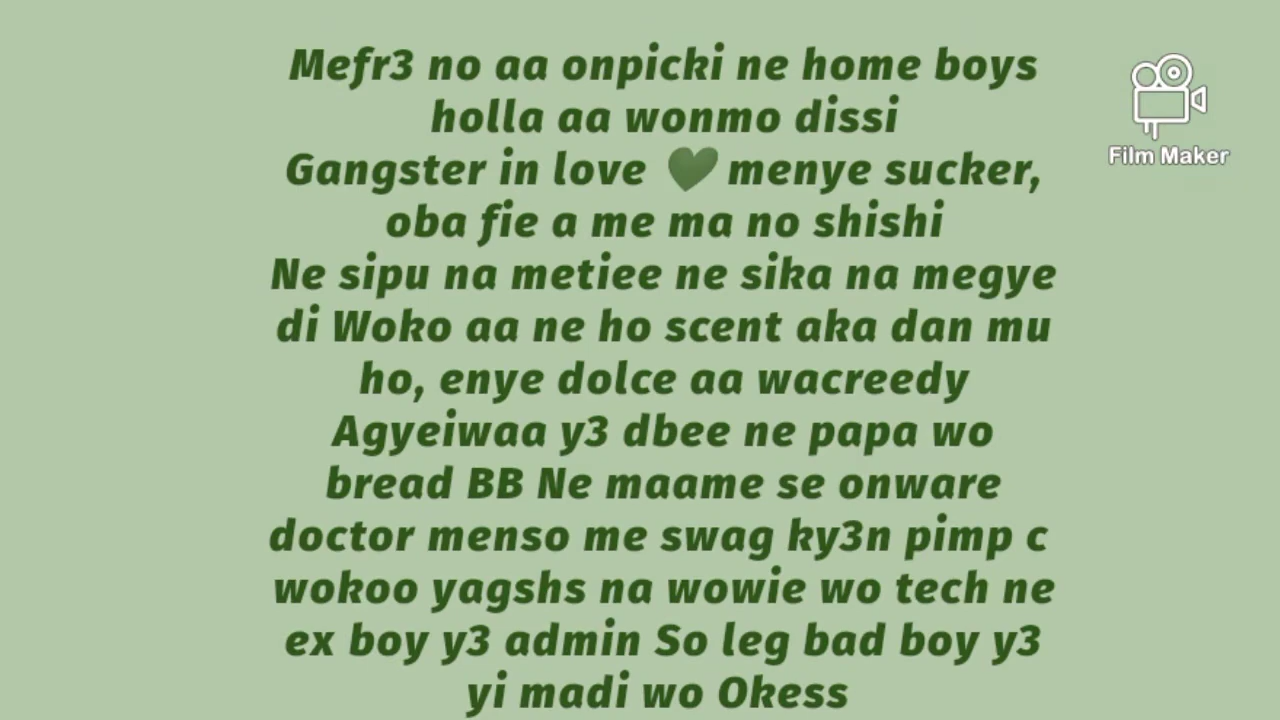 Mefr3 no aa onpicki ne home boys
holla aa wonmo dissi
Gangster in love 💚 menye sucker,
oba fie a me ma no shishi
Ne sipu na metiee ne sika na megye
di Woko aa ne ho scent aka dan mu
ho, enye dolce aa wacreedy
Agyeiwaa y3 dbee ne papa wo
bread BB Ne maame se onware
doctor menso me swag ky3n pimp c
wokoo yagshs na wowie wo tech ne
ex boy y3 admin So leg bad boy y3
yi madi wo Okess
Film Maker